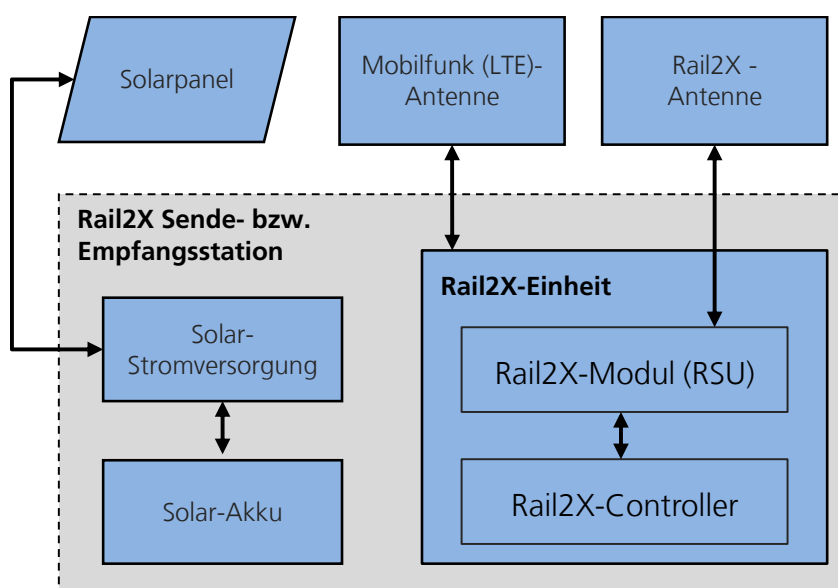 Solarpanel
Mobilfunk (LTE)-
Antenne
Rail2X -
Antenne
Rail2X Sende- bzw.
Empfangsstation
Rail2X-Einheit
Solar-
Stromversorgung
Rail2X-Modul (RSU)
Solar-Akku
Rail2X-Controller